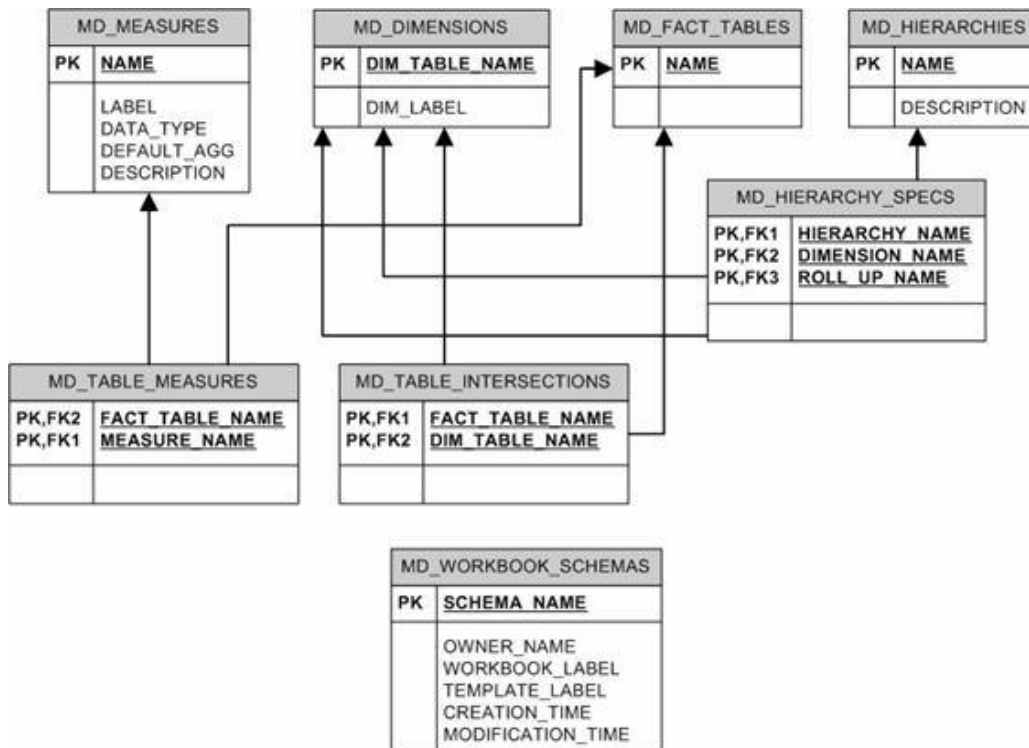 MD_MEASURES
PK NAME
LABEL
DATA_TYPE
DEFAULT_AGG
DESCRIPTION
MD_DIMENSIONS
PK DIM_TABLE_NAME
DIM_LABEL
MD_FACT_TABLES
PK NAME
MD_HIERARCHIES
PK NAME
DESCRIPTION
MD_HIERARCHY_SPECS
PK,FK1 HIERARCHY_NAME
PK,FK2 DIMENSION_NAME
PK,FK3 ROLL_UP_NAME
MD_TABLE_MEASURES
PK,FK2 FACT_TABLE_NAME
PK,FK1 MEASURE_NAME
MD_TABLE_INTERSECTIONS
PK,FK1 FACT_TABLE_NAME
PK,FK2 DIM_TABLE_NAME
MD_WORKBOOK_SCHEMAS
PK SCHEMA_NAME
OWNER_NAME
WORKBOOK_LABEL
TEMPLATE_LABEL
CREATION_TIME
MODIFICATION_TIME